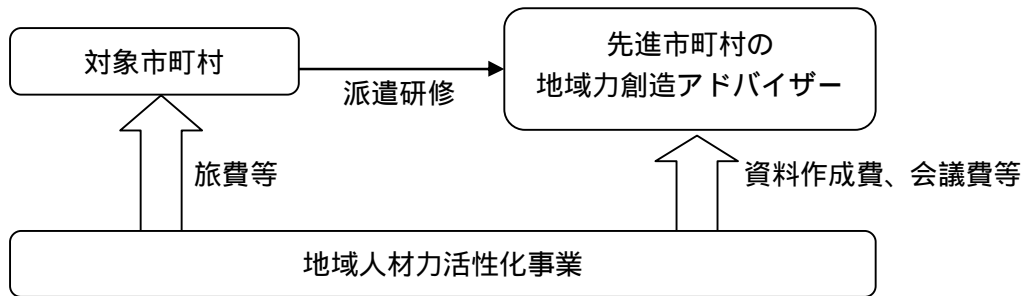 対象市町村
先進市町村の
地域力創造アドバイザー
派遣研修
旅費等
資料作成費、会議費等
地域人材力活性化事業